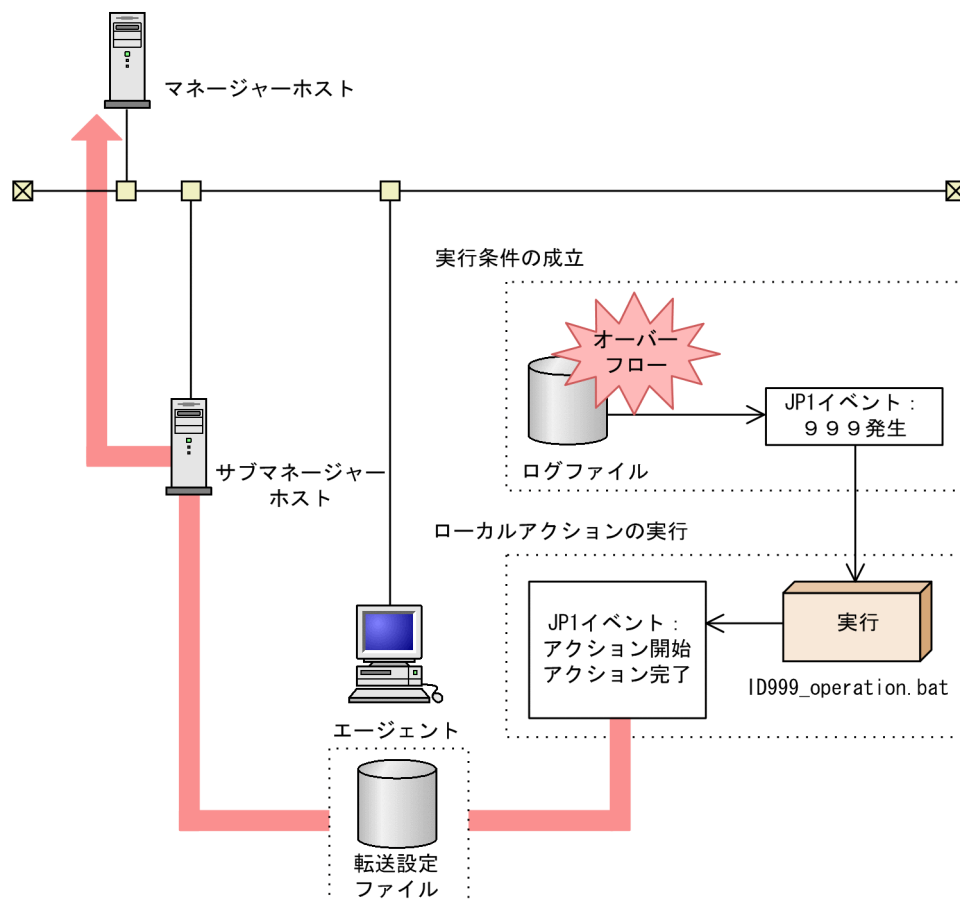 マネージャーホスト
実行条件の成立
オーバー
フロー
JP1イベント：
９９９発生
ログファイル
サブマネージャー
ホスト
ローカルアクションの実行
JP1イベント：
アクション開始
アクション完了
実行
ID999_operation.bat
エージェント
転送設定
ファイル